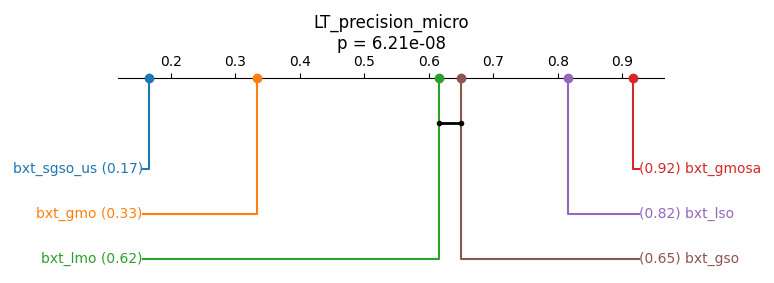 LT_precision_micro
p = 6.21e-08
0.2 0.3 0.4 0.5 0.6 0.7 0.8 0.9
bxt_sgso_us (0.17) (0.92) bxt_gmosa
bxt_gmo (0.33) (0.82) bxt_lso
bxt_lmo (0.62) (0.65) bxt_gso